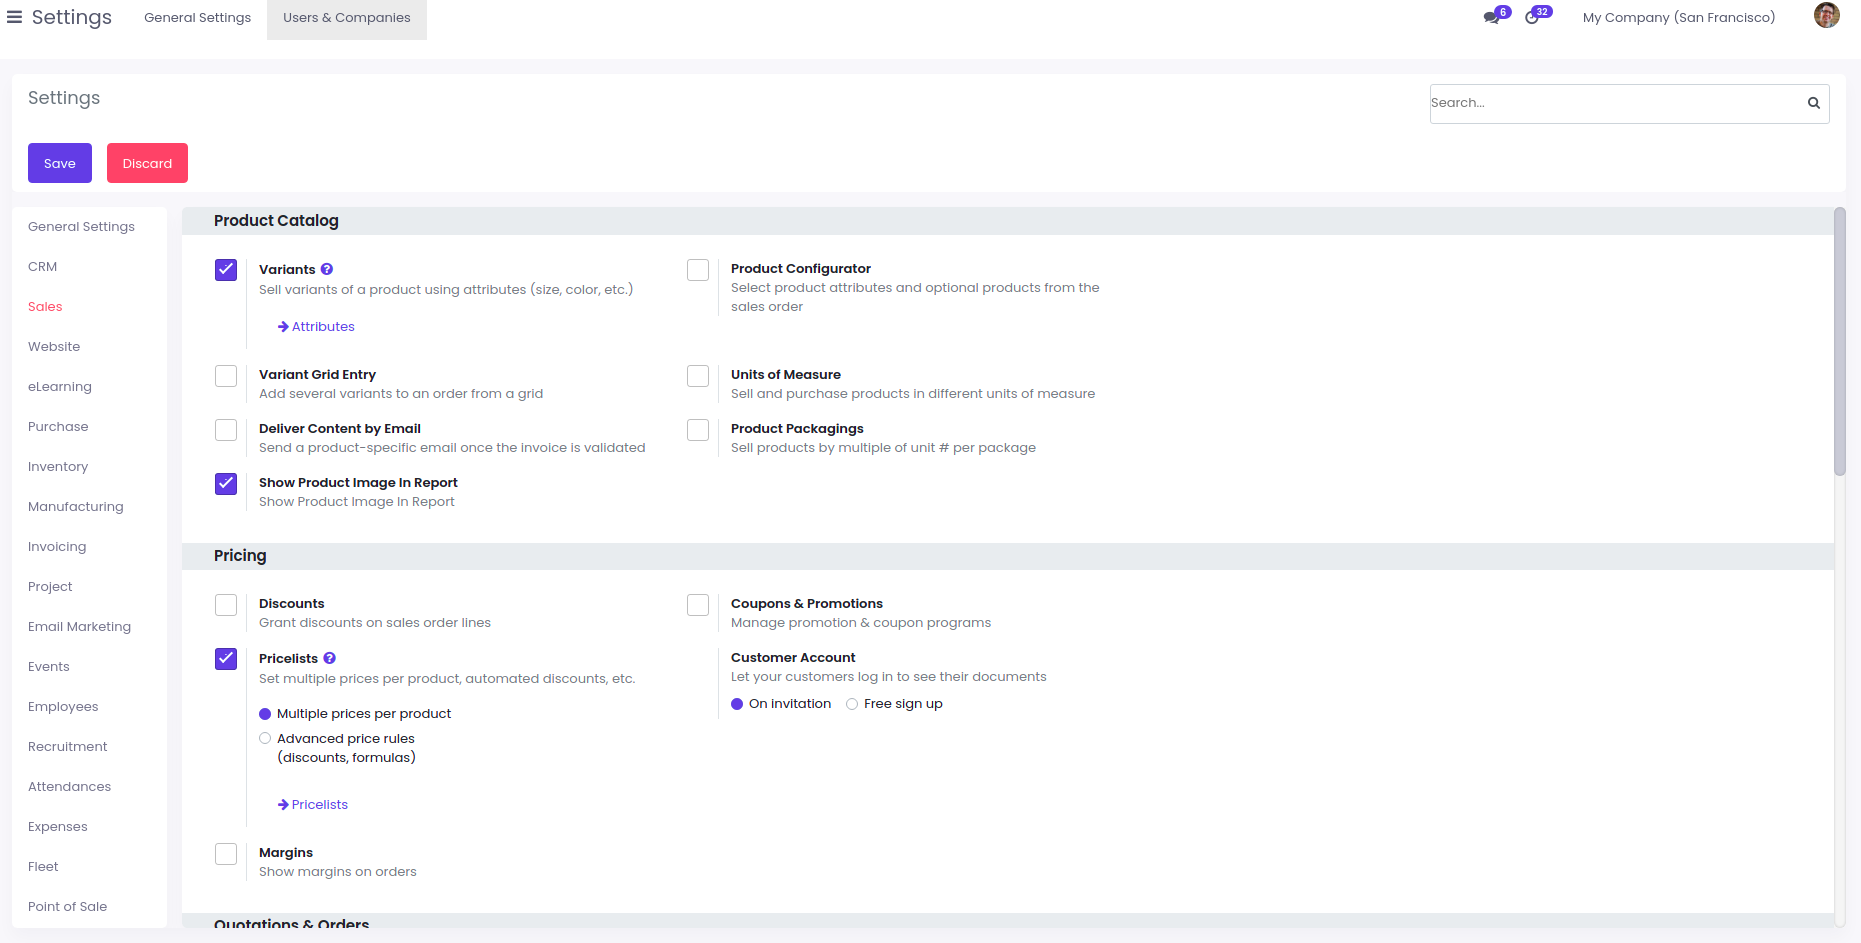 Settings General Settings Users & Companies 6 32 My Company (San Francisco)
Settings
Search...
Save Discard
General Settings
CRM
Sales
Website
eLearning
Purchase
Inventory
Manufacturing
Invoicing
Project
Email Marketing
Events
Employees
Recruitment
Attendances
Expenses
Fleet
Point of Sale
Product Catalog
Variants ?
Sell variants of a product using attributes (size, color, etc.)
Attributes
Product Configurator
Select product attributes and optional products from the
sales order
Variant Grid Entry
Add several variants to an order from a grid
Units of Measure
Sell and purchase products in different units of measure
Deliver Content by Email
Send a product-specific email once the invoice is validated
Product Packagings
Sell products by multiple of unit # per package
Show Product Image In Report
Show Product Image In Report
Pricing
Discounts
Grant discounts on sales order lines
Coupons & Promotions
Manage promotion & coupon programs
Pricelists ?
Set multiple prices per product, automated discounts, etc.
Multiple prices per product
Advanced price rules
(discounts, formulas)
Pricelists
Customer Account
Let your customers log in to see their documents
On invitation Free sign up
Margins
Show margins on orders
Quotations & Orders